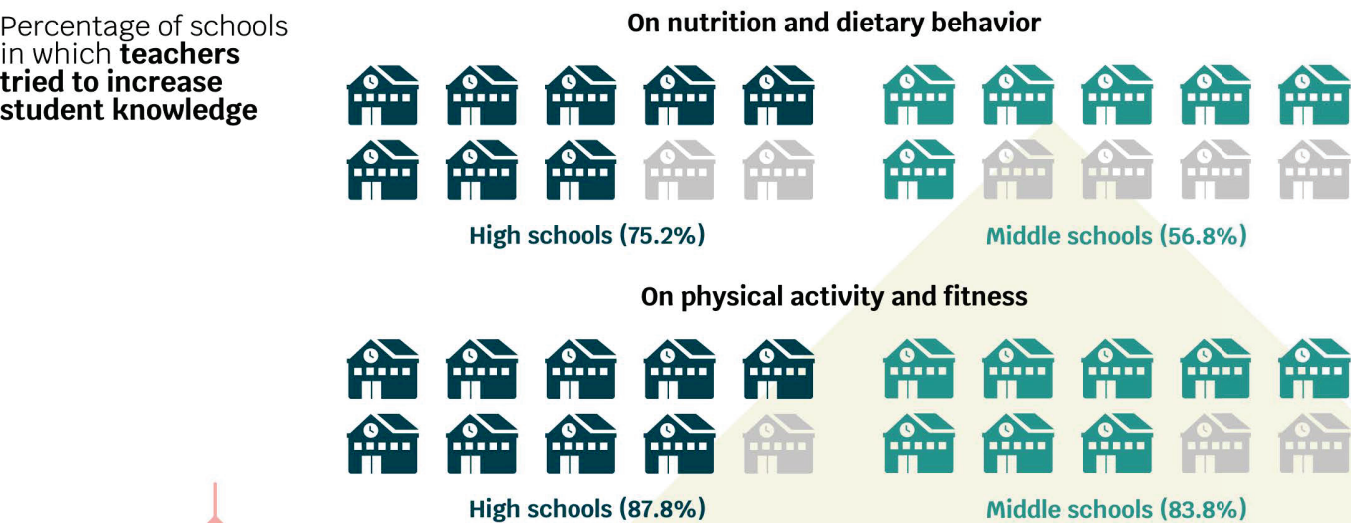 Percentage of schools
in which teachers
tried to increase
student knowledge
On nutrition and dietary behavior
High schools (75.2%)
Middle schools (56.8%)
On physical activity and fitness
High schools (87.8%)
Middle schools (83.8%)